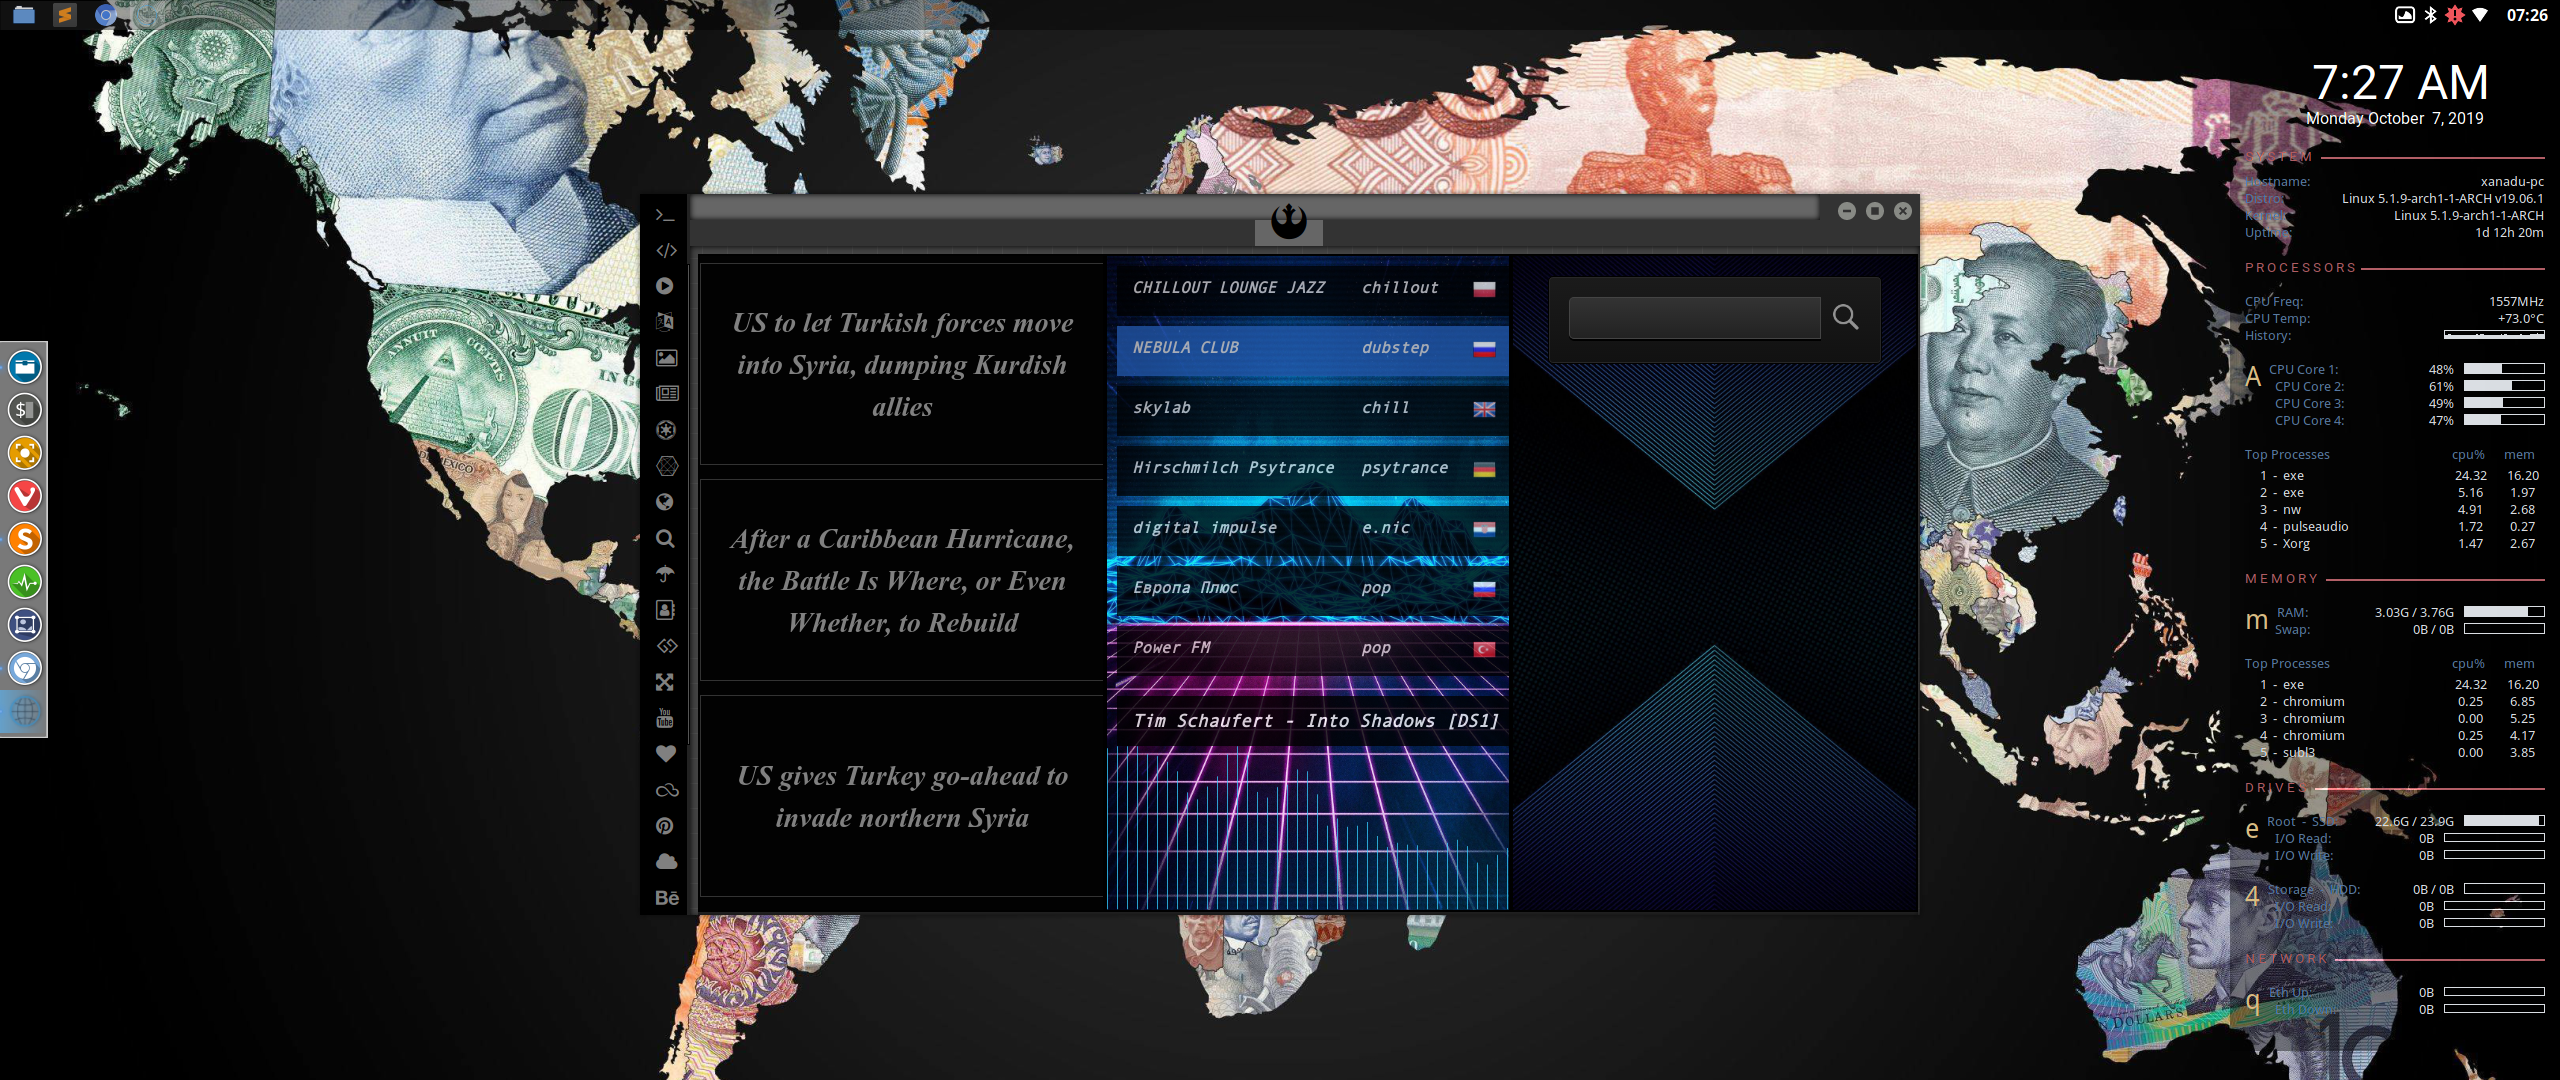 07:26
7:27 AM
Monday October 7, 2019
ANNUIT CŒPTIS
IN G
MEXICO
>_
</>
You
Tube
Bē
US to let Turkish forces move
into Syria, dumping Kurdish
allies
After a Caribbean Hurricane,
the Battle Is Where, or Even
Whether, to Rebuild
US gives Turkey go-ahead to
invade northern Syria
CHILLOUT LOUNGE JAZZ chillout
NEBULA CLUB dubstep
skylab chill
Hirschmilch Psytrance psytrance
digital impulse e.nic
Европа Плюс pop
Power FM pop
Tim Schaufert - Into Shadows [DS1]
SYSTEM
Hostname: xanadu-pc
Distro: Linux 5.1.9-arch1-1-ARCH v19.06.1
Linux 5.1.9-arch1-1-ARCH
Uptime: 1d 12h 20m
PROCESSORS
CPU Freq: 1557MHz
CPU Temp: +73.0°C
History:
A CPU Core 1: 48%
CPU Core 2: 61%
CPU Core 3: 49%
CPU Core 4: 47%
Top Processes cpu% mem
1 - exe 24.32 16.20
2 - exe 5.16 1.97
3 - nw 4.91 2.68
4 - pulseaudio 1.72 0.27
5 - Xorg 1.47 2.67
MEMORY
m RAM: 3.03G / 3.76G
Swap: 0B / 0B
Top Processes cpu% mem
1 - exe 24.32 16.20
2 - chromium 0.25 6.85
3 - chromium 0.00 5.25
4 - chromium 0.25 4.17
5 - subl3 0.00 3.85
DRIVES
e Root - SSD: 22.6G / 23.9G
I/O Read: 0B
I/O Write: 0B
4 Storage HDD: 0B / 0B
I/O Read: 0B
I/O Write: 0B
NETWORK
q Eth Up: 0B
Eth Down: 0B
DOLLARS
10